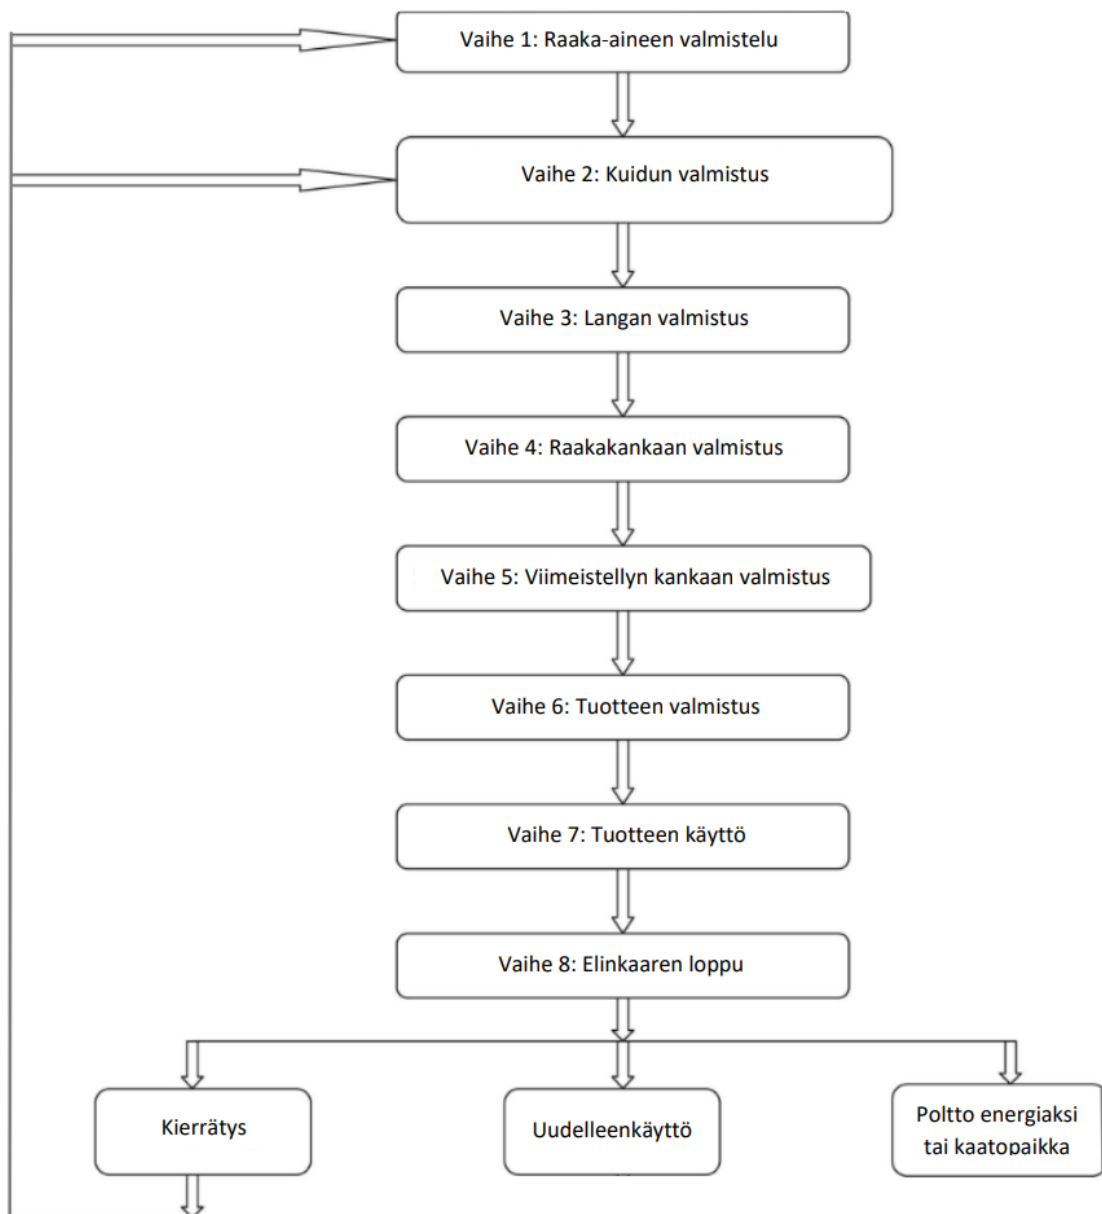 Vaihe 1: Raaka-aineen valmistelu
Vaihe 2: Kuidun valmistus
Vaihe 3: Langan valmistus
Vaihe 4: Raakakankaan valmistus
Vaihe 5: Viimeistellyn kankaan valmistus
Vaihe 6: Tuotteen valmistus
Vaihe 7: Tuotteen käyttö
Vaihe 8: Elinkaaren loppu
Kierrätys
Uudelleenkäyttö
Poltto energiaksi
tai kaatopaikka